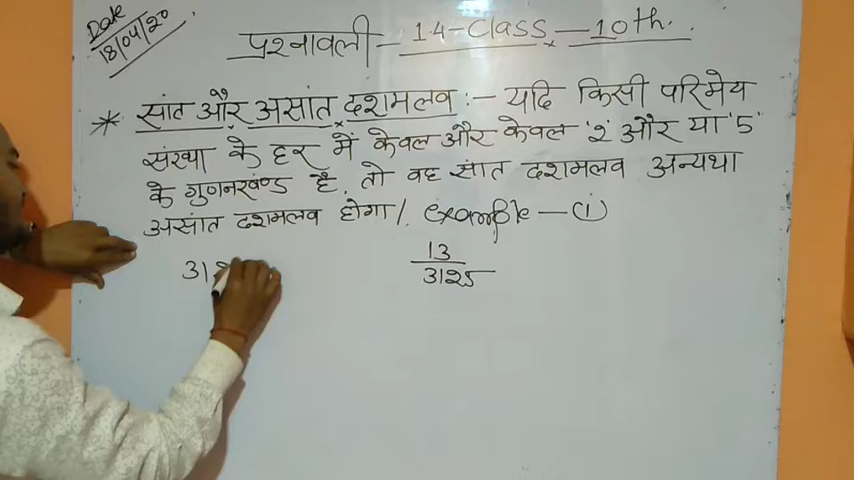 Date
18/04/20
प्रश्नावली - 1.4 - Class - 10th.
* सांत और असांत दशमलव :- यदि किसी परिमेय
संख्या के हर में केवल और केवल '2' और या '5'
के गुणनखण्ड है, तो वह सांत दशमलव अन्यथा
असांत दशमलव होगा/. example - (i)
13
3125
31